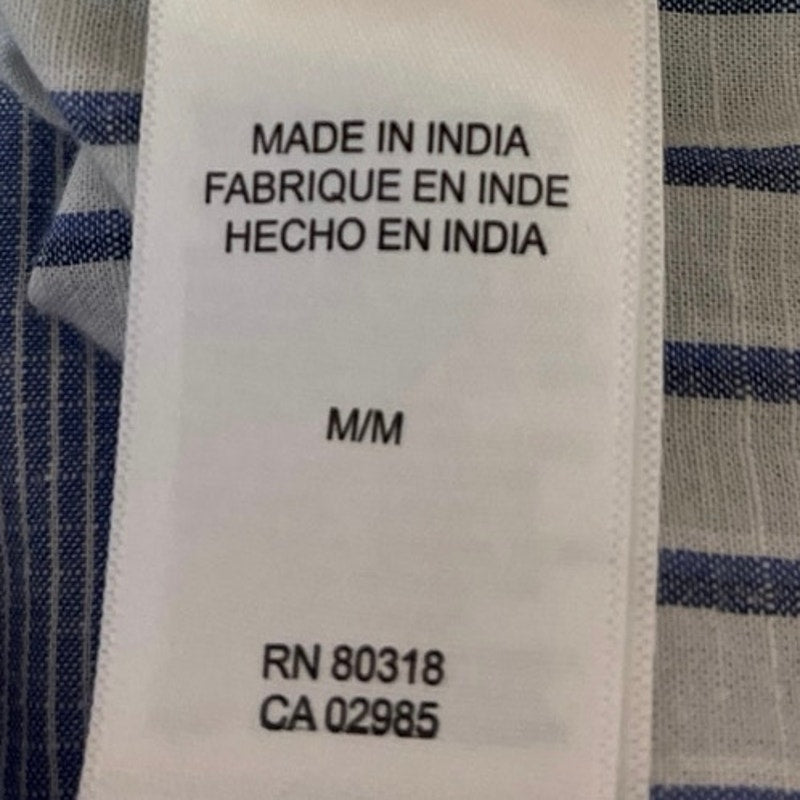 MADE IN INDIA
FABRIQUE EN INDE
HECHO EN INDIA
M/M
RN 80318
CA 02985